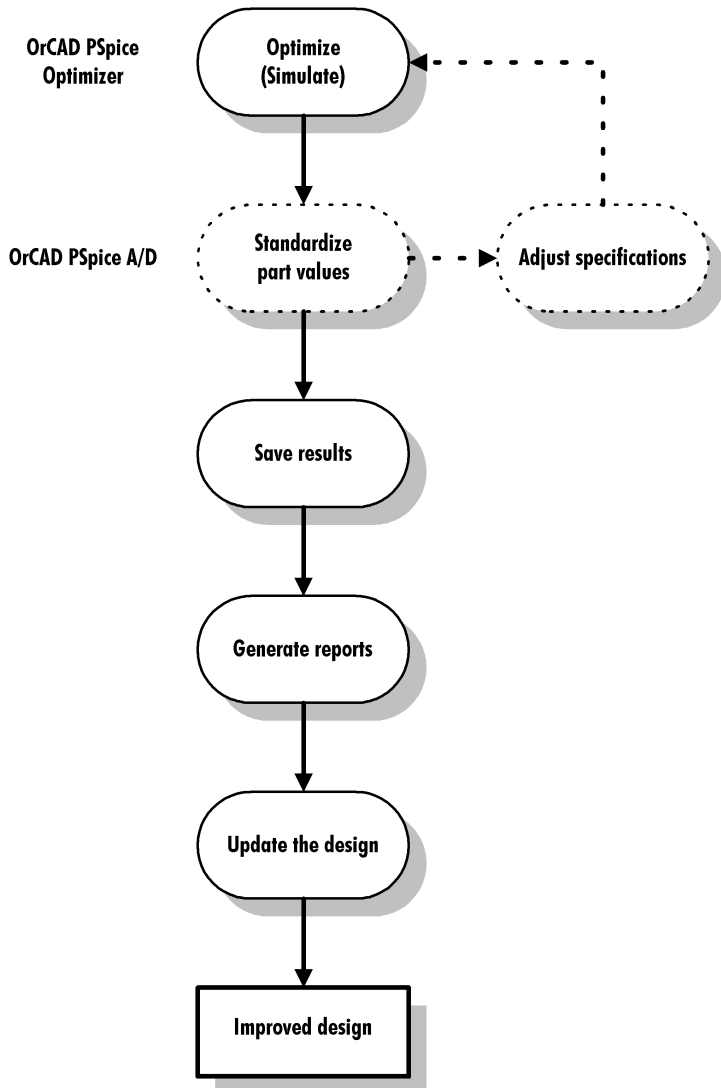 OrCAD PSpice
Optimizer
Optimize
(Simulate)
OrCAD PSpice A/D
Standardize
part values
Adjust specifications
Save results
Generate reports
Update the design
Improved design